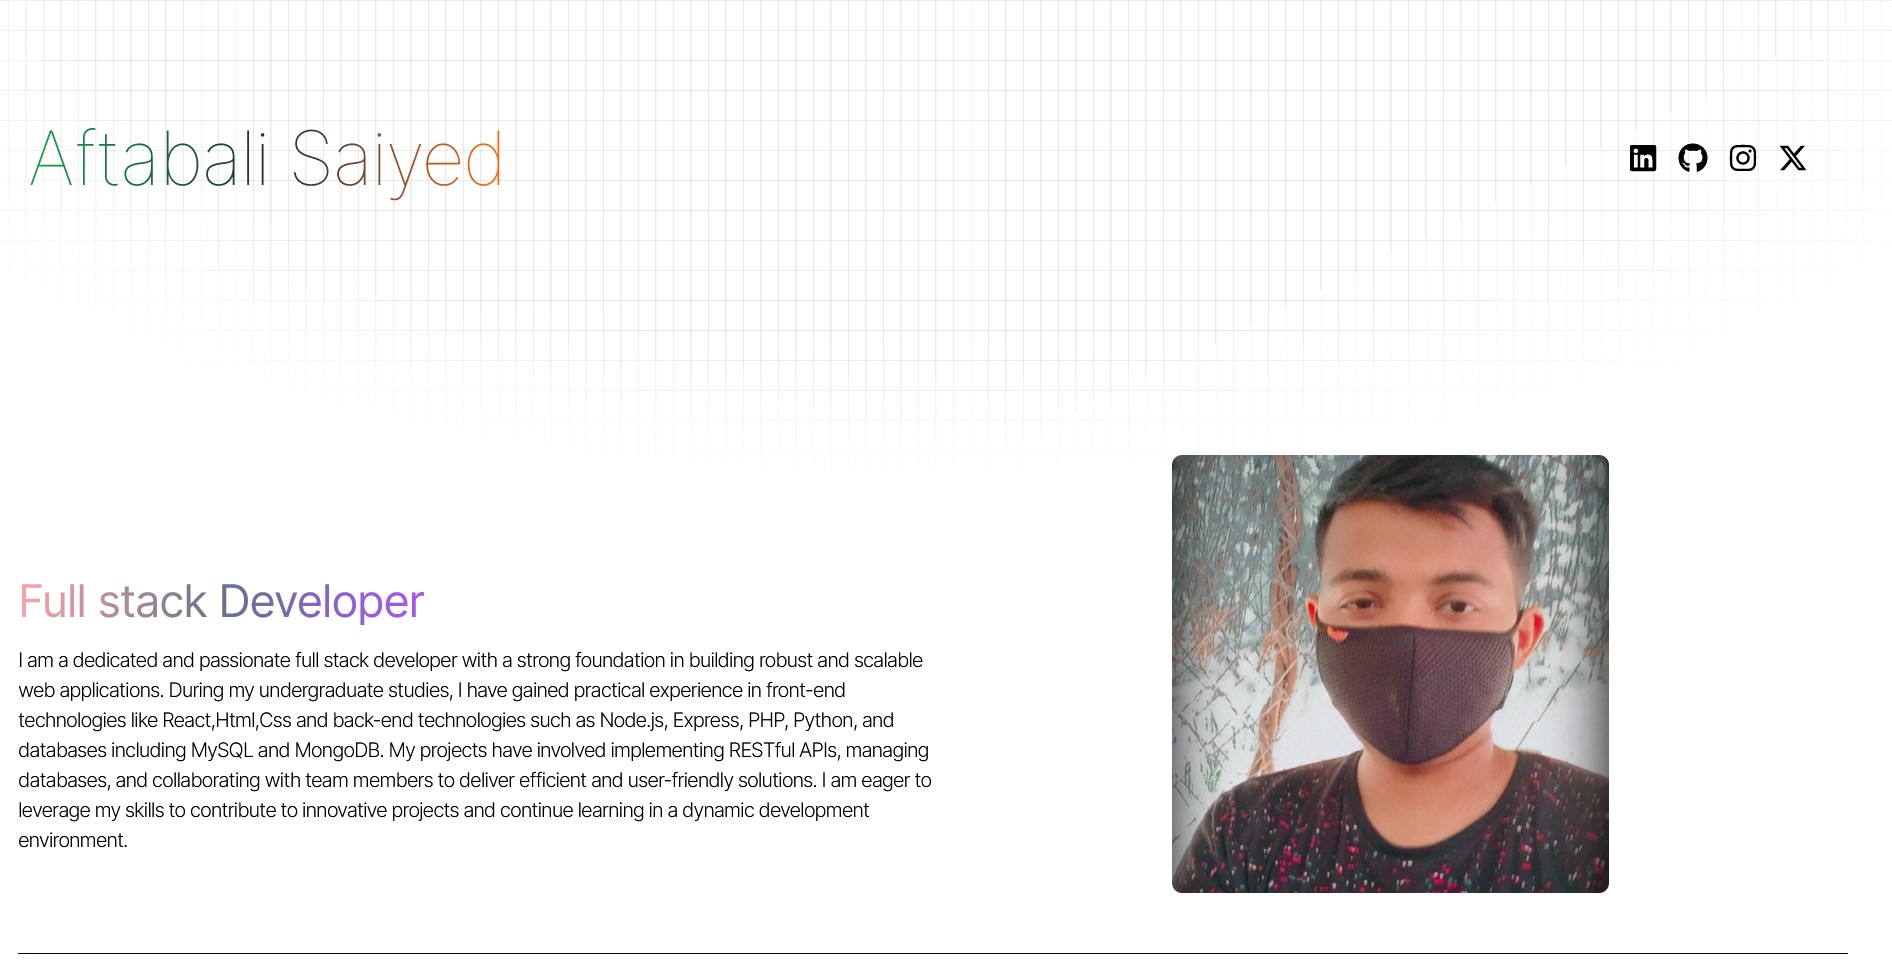 Aftabali Saiyed
Full stack Developer
I am a dedicated and passionate full stack developer with a strong foundation in building robust and scalable
web applications. During my undergraduate studies, I have gained practical experience in front-end
technologies like React,Html,Css and back-end technologies such as Node.js, Express, PHP, Python, and
databases including MySQL and MongoDB. My projects have involved implementing RESTful APIs, managing
databases, and collaborating with team members to deliver efficient and user-friendly solutions. I am eager to
leverage my skills to contribute to innovative projects and continue learning in a dynamic development
environment.